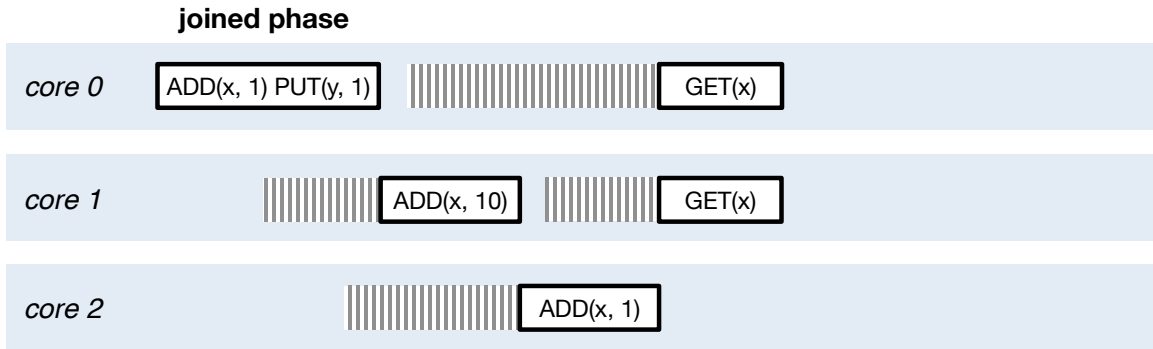 joined phase
core 0 ADD(x, 1) PUT(y, 1) GET(x)
core 1 ADD(x, 10) GET(x)
core 2 ADD(x, 1)